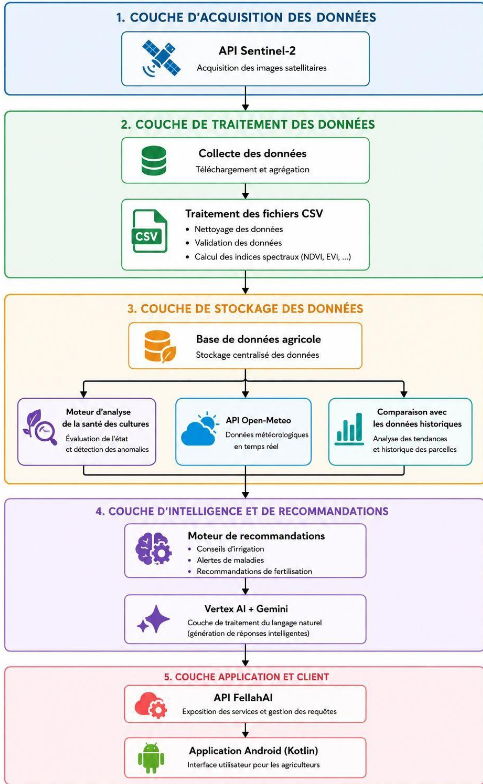 1. COUCHE D'ACQUISITION DES DONNÉES
API Sentinel-2
Acquisition des images satellitaires
2. COUCHE DE TRAITEMENT DES DONNÉES
Collecte des données
Téléchargement et agrégation
CSV
Traitement des fichiers CSV
• Nettoyage des données
• Validation des données
• Calcul des indices spectraux (NDVI, EVI, ...)
3. COUCHE DE STOCKAGE DES DONNÉES
Base de données agricole
Stockage centralisé des données
Moteur d'analyse
de la santé des cultures
Évaluation de l'état
et détection des anomalies
API Open-Meteo
Données météorologiques
en temps réel
Comparaison avec
les données historiques
Analyse des tendances
et historique des parcelles
4. COUCHE D'INTELLIGENCE ET DE RECOMMANDATIONS
Moteur de recommandations
• Conseils d'irrigation
• Alertes de maladies
• Recommandations de fertilisation
Vertex AI + Gemini
Couche de traitement du langage naturel
(génération de réponses intelligentes)
5. COUCHE APPLICATION ET CLIENT
API FellahAI
Exposition des services et gestion des requêtes
Application Android (Kotlin)
Interface utilisateur pour les agriculteurs